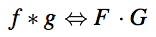 f * g ⇔ F · G